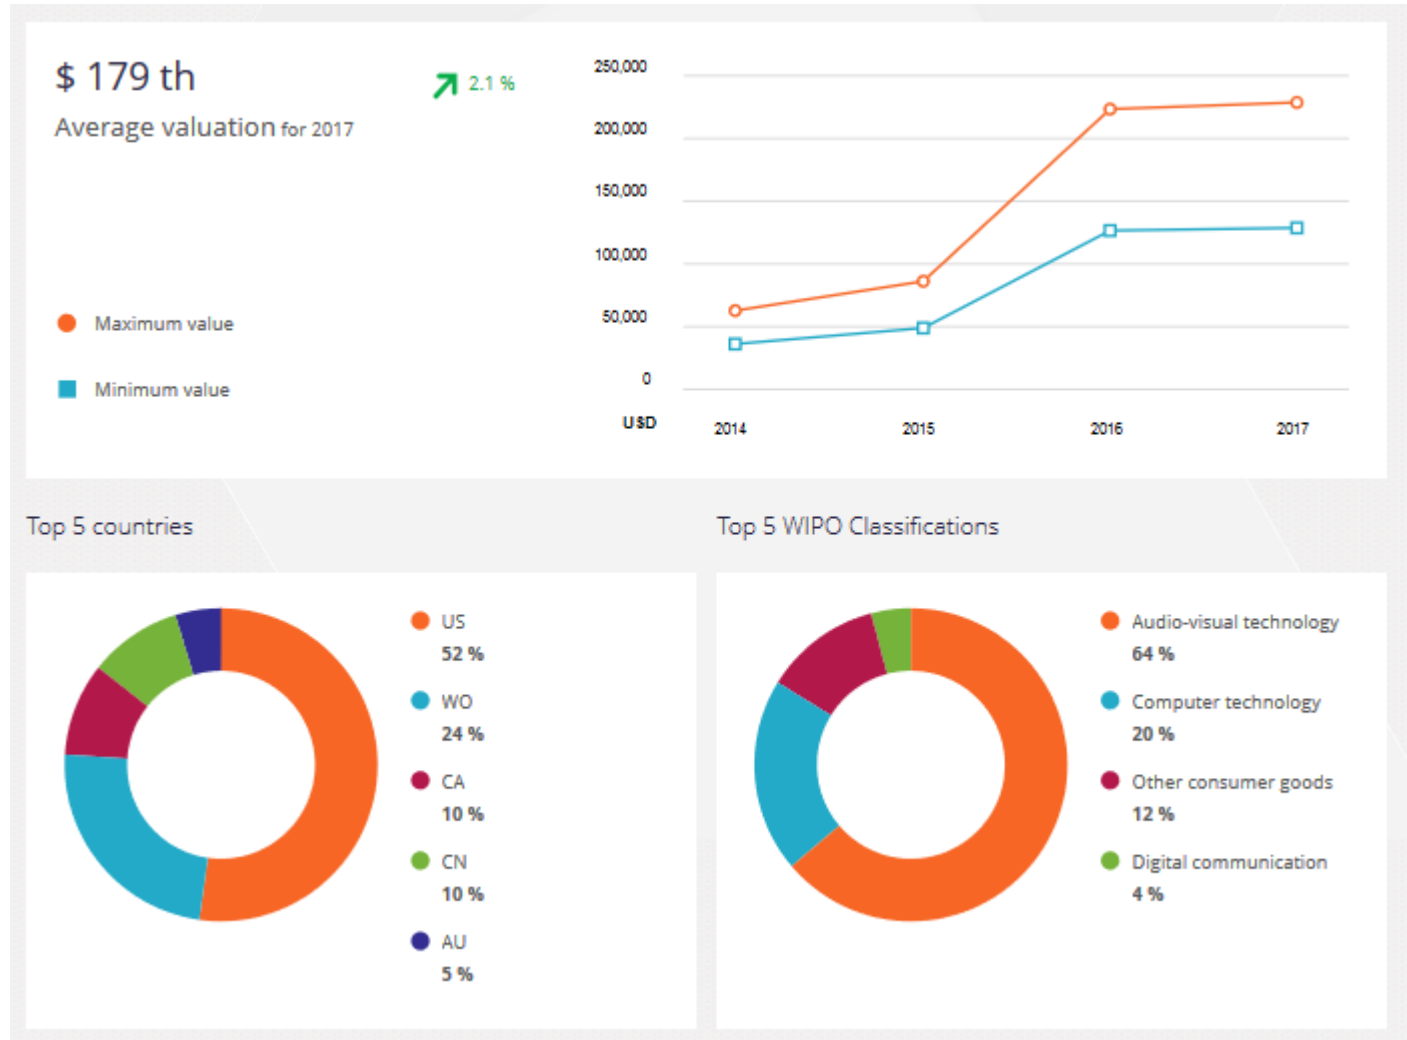 $ 179 th
2.1 %
Average valuation for 2017
Maximum value
Minimum value
250,000
200,000
150,000
100,000
50,000
0
USD
2014
2015
2016
2017
Top 5 countries
US
52 %
WO
24 %
CA
10 %
CN
10 %
AU
5 %
Top 5 WIPO Classifications
Audio-visual technology
64 %
Computer technology
20 %
Other consumer goods
12 %
Digital communication
4 %